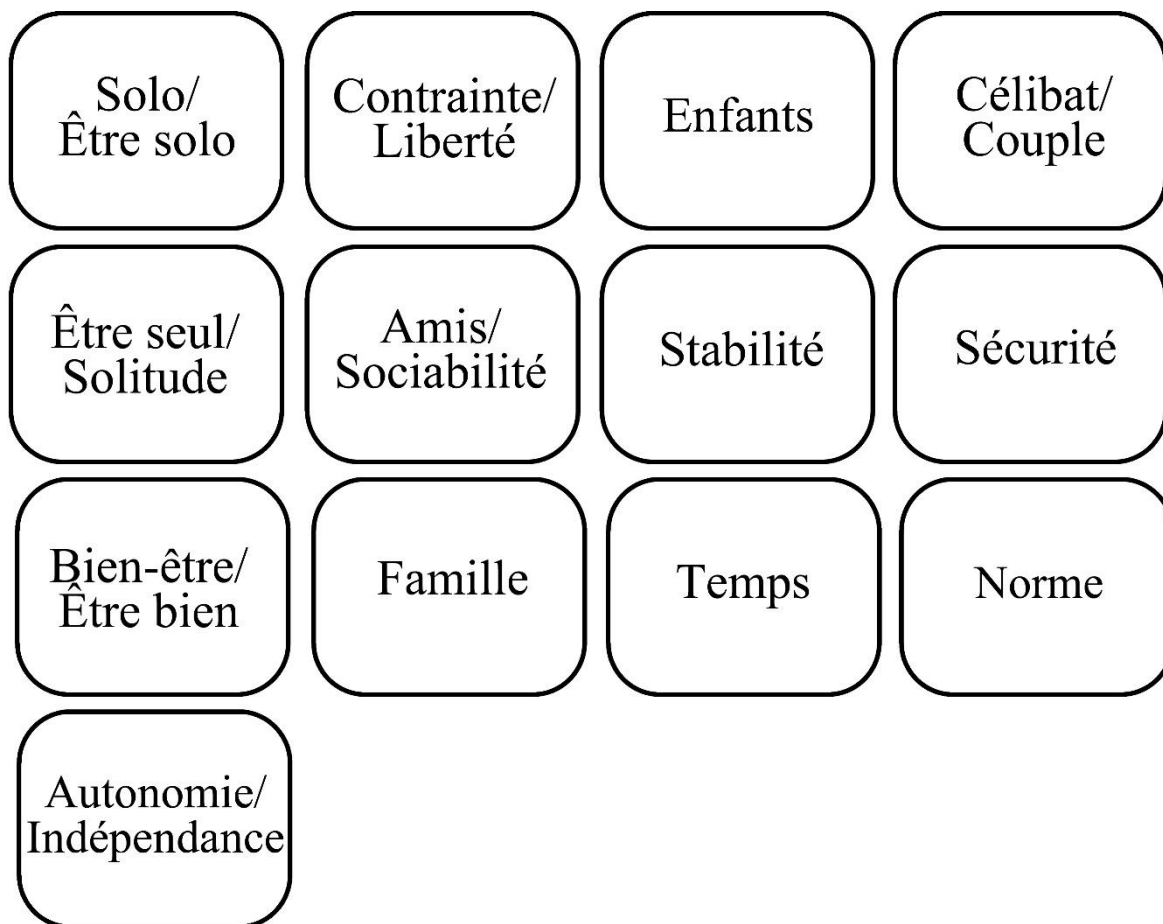 Solo/
Être solo
Contrainte/
Liberté
Enfants
Célibat/
Couple
Être seul/
Solitude
Amis/
Sociabilité
Stabilité
Sécurité
Bien-être/
Être bien
Famille
Temps
Norme
Autonomie/
Indépendance